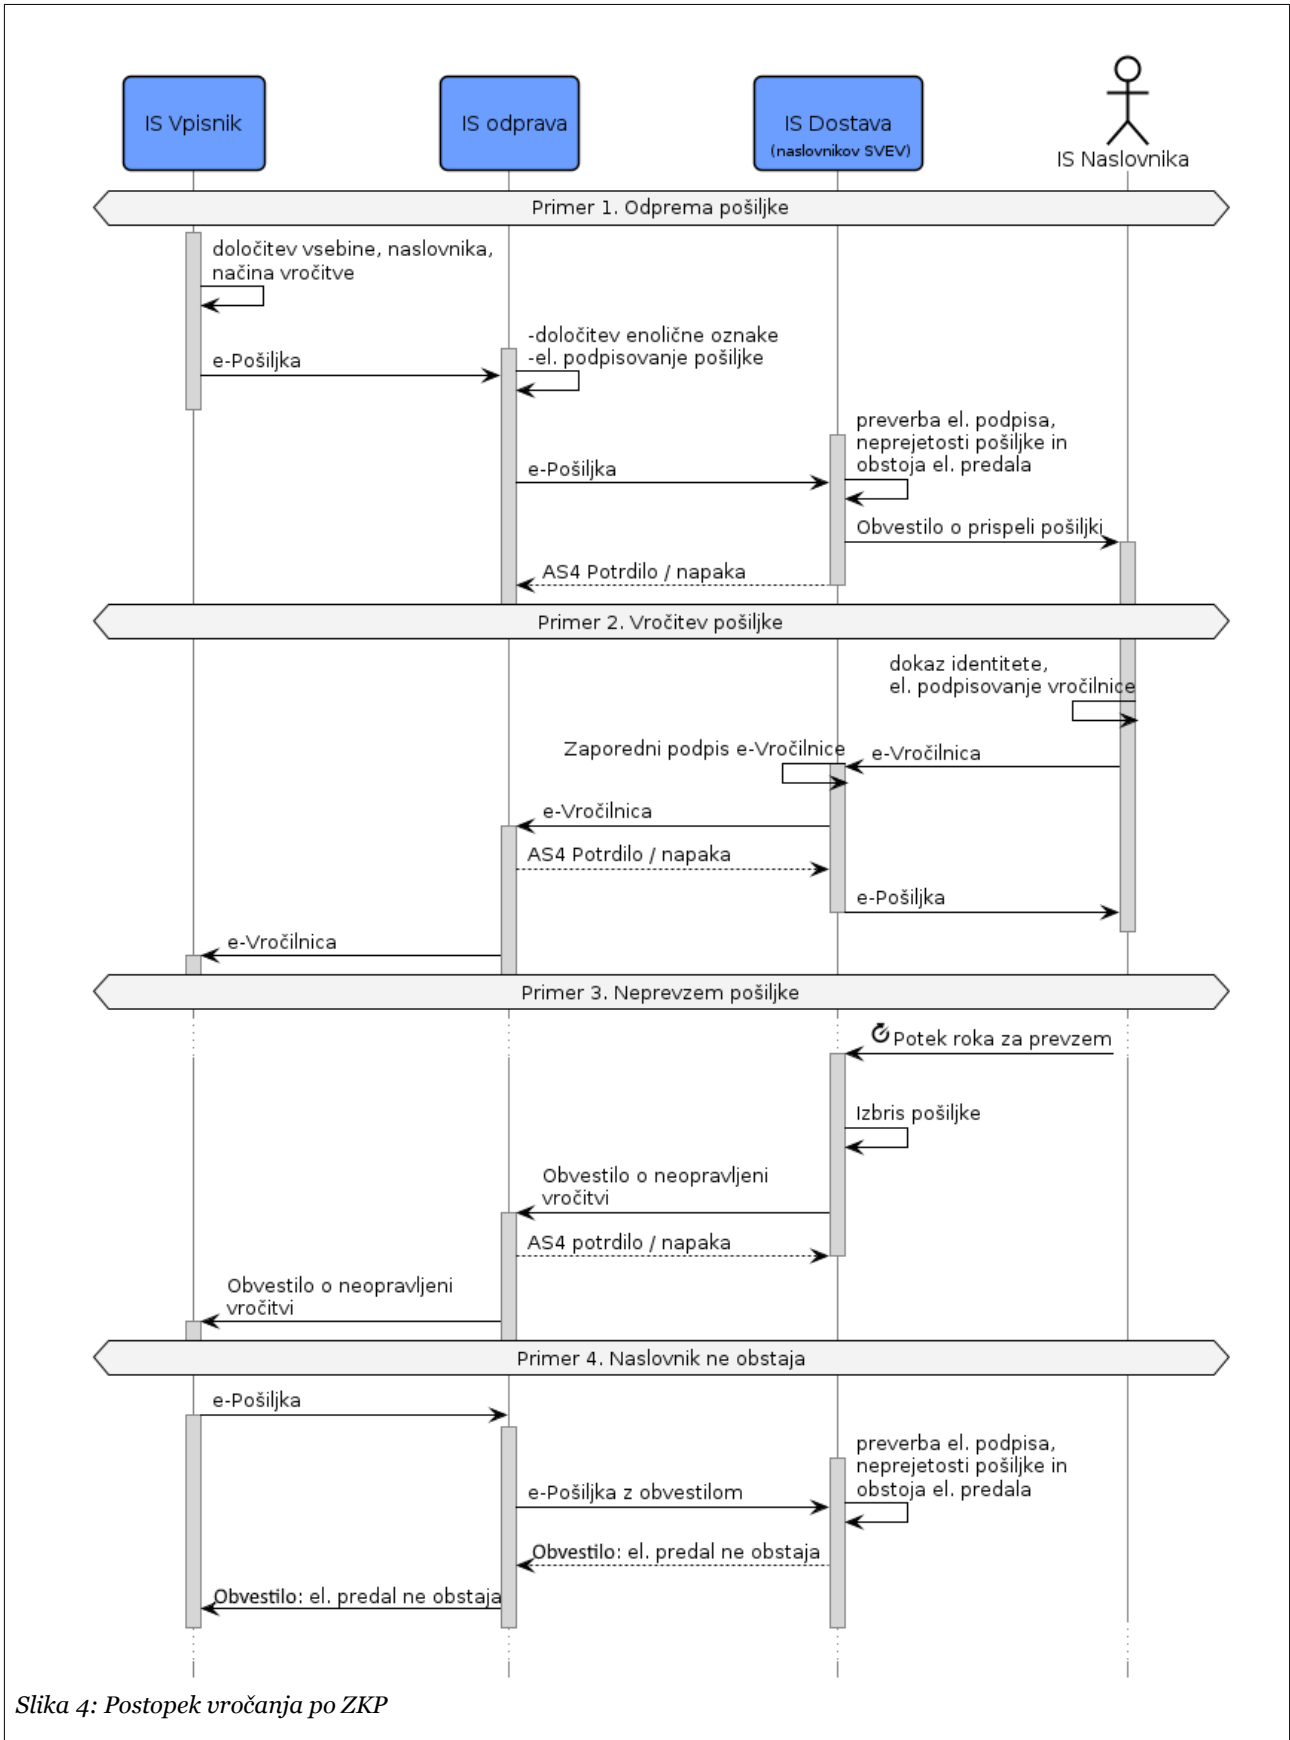 IS Vpisnik
IS odprava
IS Dostava
(naslovnikov SVEV)
IS Naslovnika
Primer 1. Odprema pošiljke
določitev vsebine, naslovnika,
načina vročitve
-določitev enolične oznake
-el. podpisovanje pošiljke
e-Pošiljka
preverba el. podpisa,
neprejetosti pošiljke in
obstoja el. predala
e-Pošiljka
Obvestilo o prispeli pošiljki
AS4 Potrdilo / napaka
Primer 2. Vročitev pošiljke
dokaz identitete,
el. podpisovanje vročilnice
Zaporedni podpis e-Vročilnice
e-Vročilnica
e-Vročilnica
AS4 Potrdilo / napaka
e-Pošiljka
e-Vročilnica
Primer 3. Neprevzem pošiljke
Potek roka za prevzem
Izbris pošiljke
Obvestilo o neopravljeni
vročitvi
AS4 potrdilo / napaka
Obvestilo o neopravljeni
vročitvi
Primer 4. Naslovnik ne obstaja
e-Pošiljka
preverba el. podpisa,
neprejetosti pošiljke in
obstoja el. predala
e-Pošiljka z obvestilom
Obvestilo: el. predal ne obstaja
Obvestilo: el. predal ne obstaja
Slika 4: Postopek vročanja po ZKP